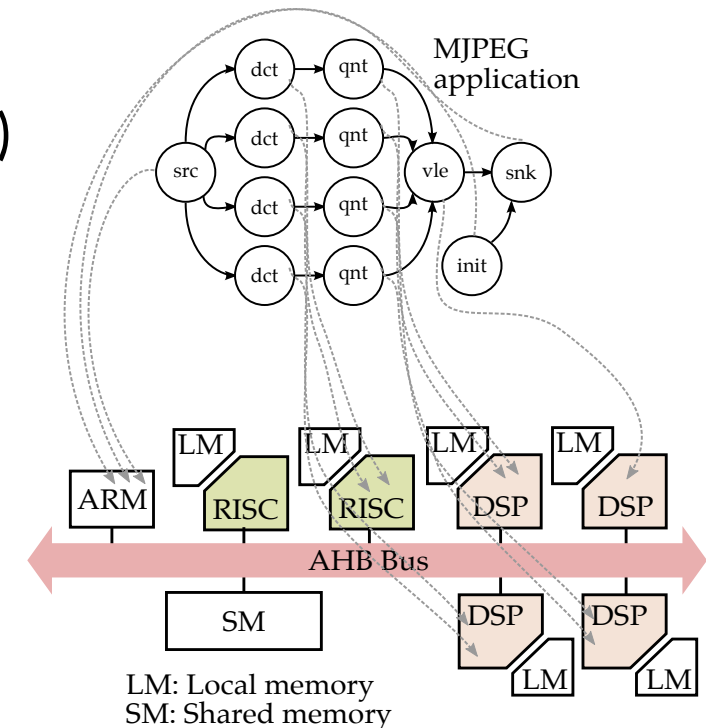 )
MJPEG
application
dct
qnt
dct
qnt
src
vle
snk
dct
qnt
init
dct
qnt
LM
LM
LM
LM
ARM
RISC
RISC
DSP
DSP
AHB Bus
SM
DSP
DSP
LM
LM
LM: Local memory
SM: Shared memory